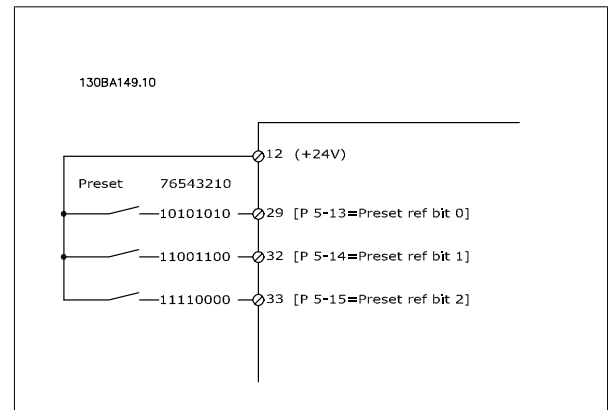 130BA149.10
12 (+24V)
Preset 76543210
10101010 29 [P 5-13=Preset ref bit 0]
11001100 32 [P 5-14=Preset ref bit 1]
11110000 33 [P 5-15=Preset ref bit 2]